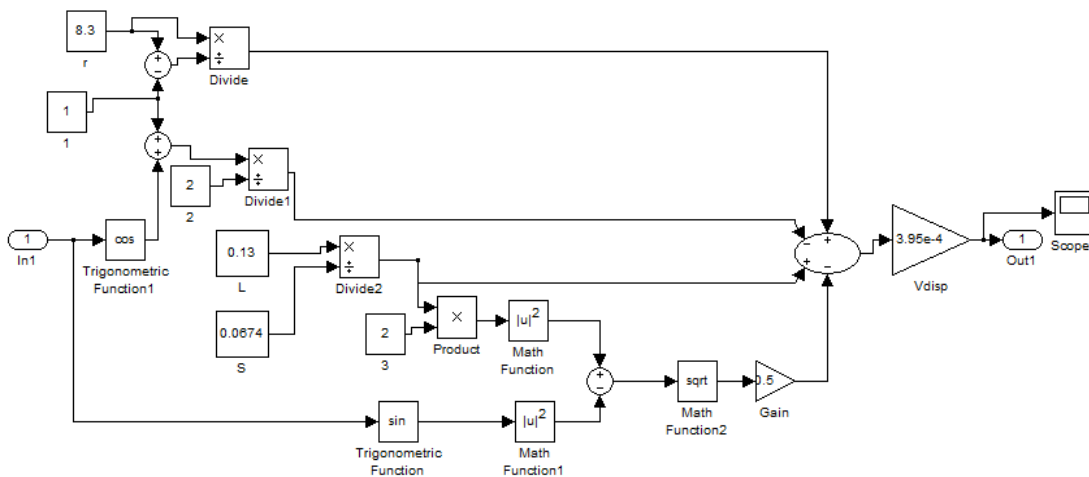 8.3
r
×
÷
Divide
+
−
1
1
+
+
2
2
×
÷
Divide1
1
In1
cos
Trigonometric
Function1
0.13
L
×
÷
Divide2
0.0674
S
2
3
×
Product
|u|²
Math
Function
+
−
sqrt
Math
Function2
0.5
Gain
sin
Trigonometric
Function
|u|²
Math
Function1
−
+
+
−
3.95e-4
Vdisp
1
Out1
Scope